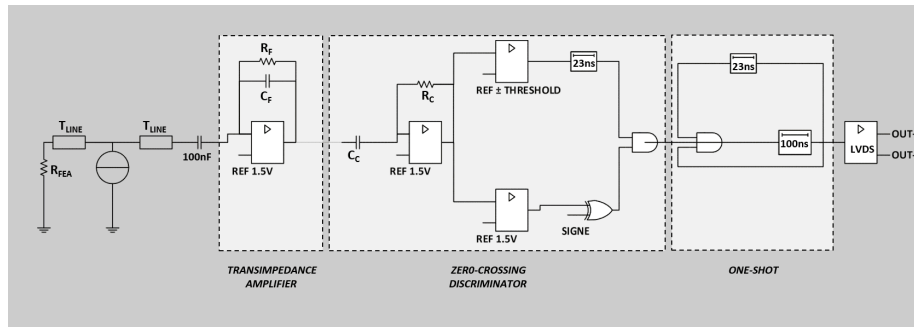 R_F
C_F
T_LINE
T_LINE
R_FEA
100nF
REF 1.5V
R_C
C_C
REF 1.5V
REF ± THRESHOLD
23ns
REF 1.5V
SIGNE
23ns
100ns
LVDS
OUT-
OUT-
TRANSIMPEDANCE
AMPLIFIER
ZER0-CROSSING
DISCRIMINATOR
ONE-SHOT